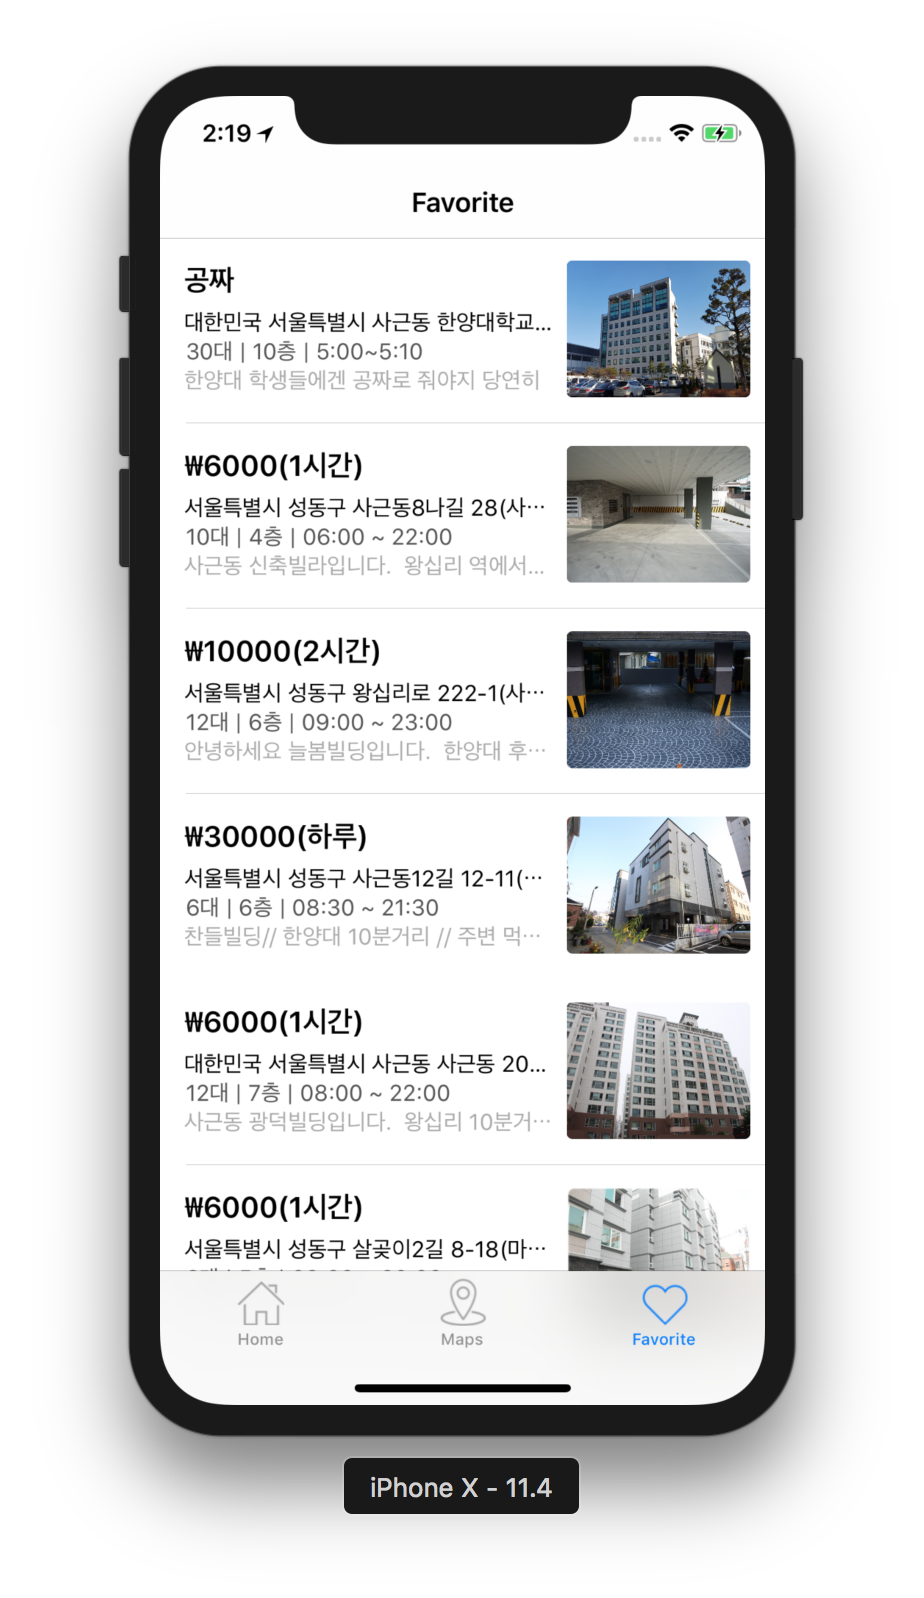 2:19
Favorite
공짜
대한민국 서울특별시 사근동 한양대학교...
30대 | 10층 | 5:00~5:10
한양대 학생들에겐 공짜로 줘야지 당연히
₩6000(1시간)
서울특별시 성동구 사근동8나길 28(사…
10대 | 4층 | 06:00 ~ 22:00
사근동 신축빌라입니다. 왕십리 역에서...
₩10000(2시간)
서울특별시 성동구 왕십리로 222-1(사…
12대 | 6층 | 09:00 ~ 23:00
안녕하세요 늘봄빌딩입니다. 한양대 후…
₩30000(하루)
서울특별시 성동구 사근동12길 12-11(…
6대 | 6층 | 08:30 ~ 21:30
찬들빌딩// 한양대 10분거리 // 주변 먹…
₩6000(1시간)
대한민국 서울특별시 사근동 사근동 20...
12대 | 7층 | 08:00 ~ 22:00
사근동 광덕빌딩입니다. 왕십리 10분거…
₩6000(1시간)
서울특별시 성동구 살곶이2길 8-18(마…
Home
Maps
Favorite
iPhone X - 11.4